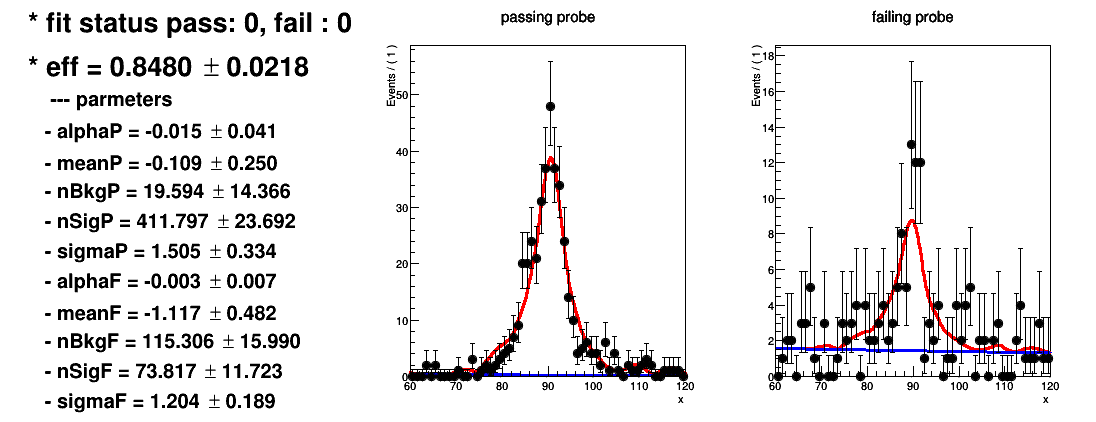 * fit status pass: 0, fail : 0
* eff = 0.8480 ± 0.0218
--- parmeters
- alphaP = -0.015 ± 0.041
- meanP = -0.109 ± 0.250
- nBkgP = 19.594 ± 14.366
- nSigP = 411.797 ± 23.692
- sigmaP = 1.505 ± 0.334
- alphaF = -0.003 ± 0.007
- meanF = -1.117 ± 0.482
- nBkgF = 115.306 ± 15.990
- nSigF = 73.817 ± 11.723
- sigmaF = 1.204 ± 0.189
passing probe
Events / ( 1 )
50
40
30
20
10
0
60 70 80 90 100 110 120
x
failing probe
Events / ( 1 )
18
16
14
12
10
8
6
4
2
0
60 70 80 90 100 110 120
x